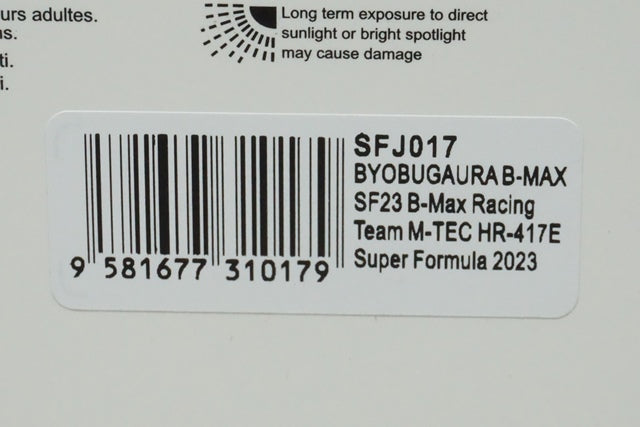 urs adultes.
ns.
ti.
i.
Long term exposure to direct
sunlight or bright spotlight
may cause damage
SFJ017
BYOBUGAURA B-MAX
SF23 B-Max Racing
Team M-TEC HR-417E
Super Formula 2023
9 581677 310179